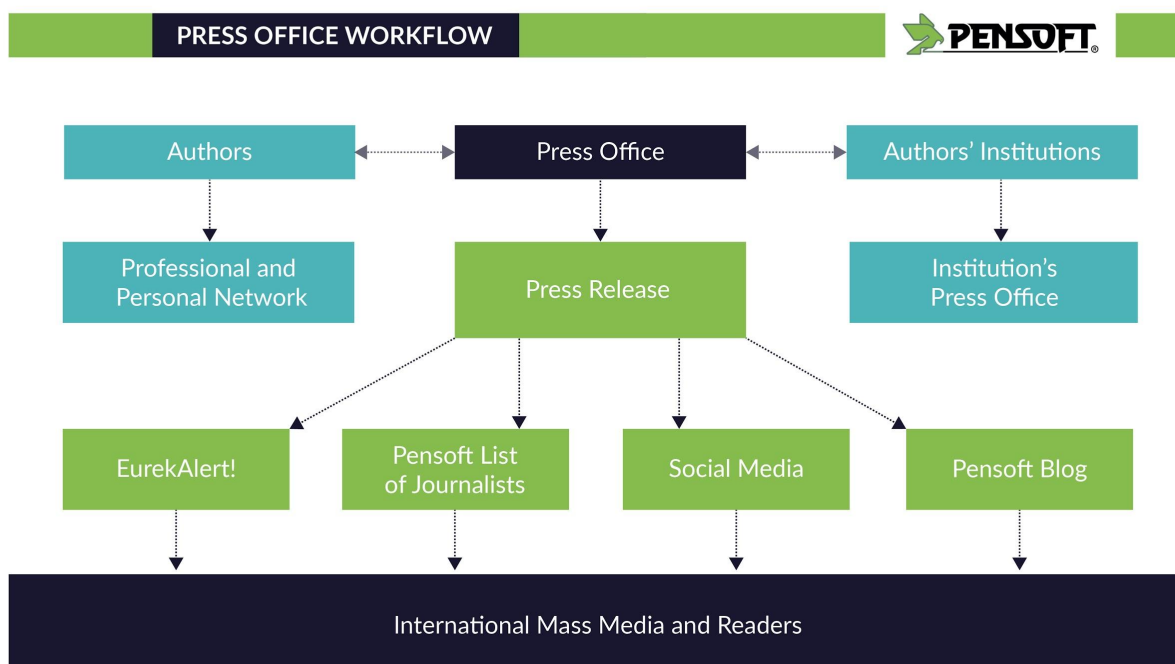 PRESS OFFICE WORKFLOW
PENSOFT®
Authors
Press Office
Authors’ Institutions
Professional and
Personal Network
Press Release
Institution’s
Press Office
EurekAlert!
Pensoft List
of Journalists
Social Media
Pensoft Blog
International Mass Media and Readers